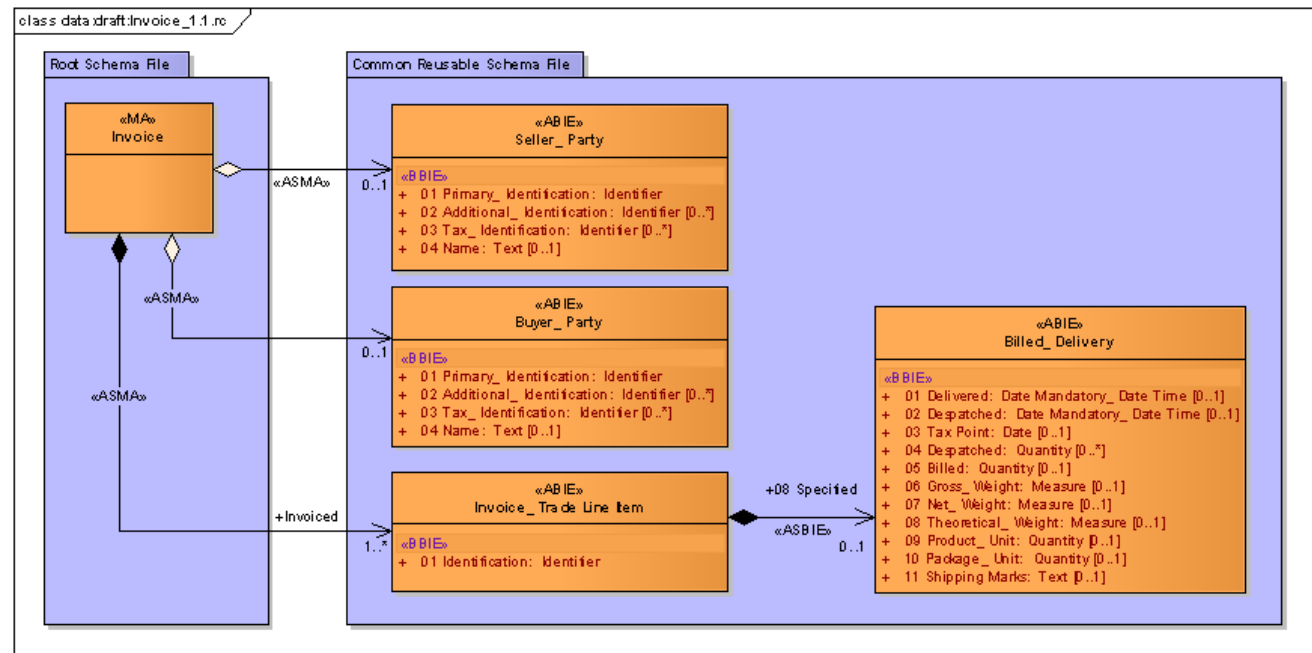 class data:draft:Invoice_1.1.rc
Root Schema File
Common Reusable Schema File
«MA»
Invoice
«ASMA»
0..1
«ABIE»
Seller_ Party
«BBIE»
+ 01 Primary_ Identification: Identifier
+ 02 Additional_ Identification: Identifier [0..*]
+ 03 Tax_ Identification: Identifier [0..*]
+ 04 Name: Text [0..1]
«ASMA»
0..1
«ABIE»
Buyer_ Party
«BBIE»
+ 01 Primary_ Identification: Identifier
+ 02 Additional_ Identification: Identifier [0..*]
+ 03 Tax_ Identification: Identifier [0..*]
+ 04 Name: Text [0..1]
«ASMA»
+Invoiced
1..*
«ABIE»
Invoice_ Trade Line Item
«BBIE»
+ 01 Identification: Identifier
+08 Specified
«ASBIE»
0..1
«ABIE»
Billed_ Delivery
«BBIE»
+ 01 Delivered: Date Mandatory_ Date Time [0..1]
+ 02 Despatched: Date Mandatory_ Date Time [0..1]
+ 03 Tax Point: Date [0..1]
+ 04 Despatched: Quantity [0..*]
+ 05 Billed: Quantity [0..1]
+ 06 Gross_ Weight: Measure [0..1]
+ 07 Net_ Weight: Measure [0..1]
+ 08 Theoretical_ Weight: Measure [0..1]
+ 09 Product_ Unit: Quantity [0..1]
+ 10 Package_ Unit: Quantity [0..1]
+ 11 Shipping Marks: Text [0..1]